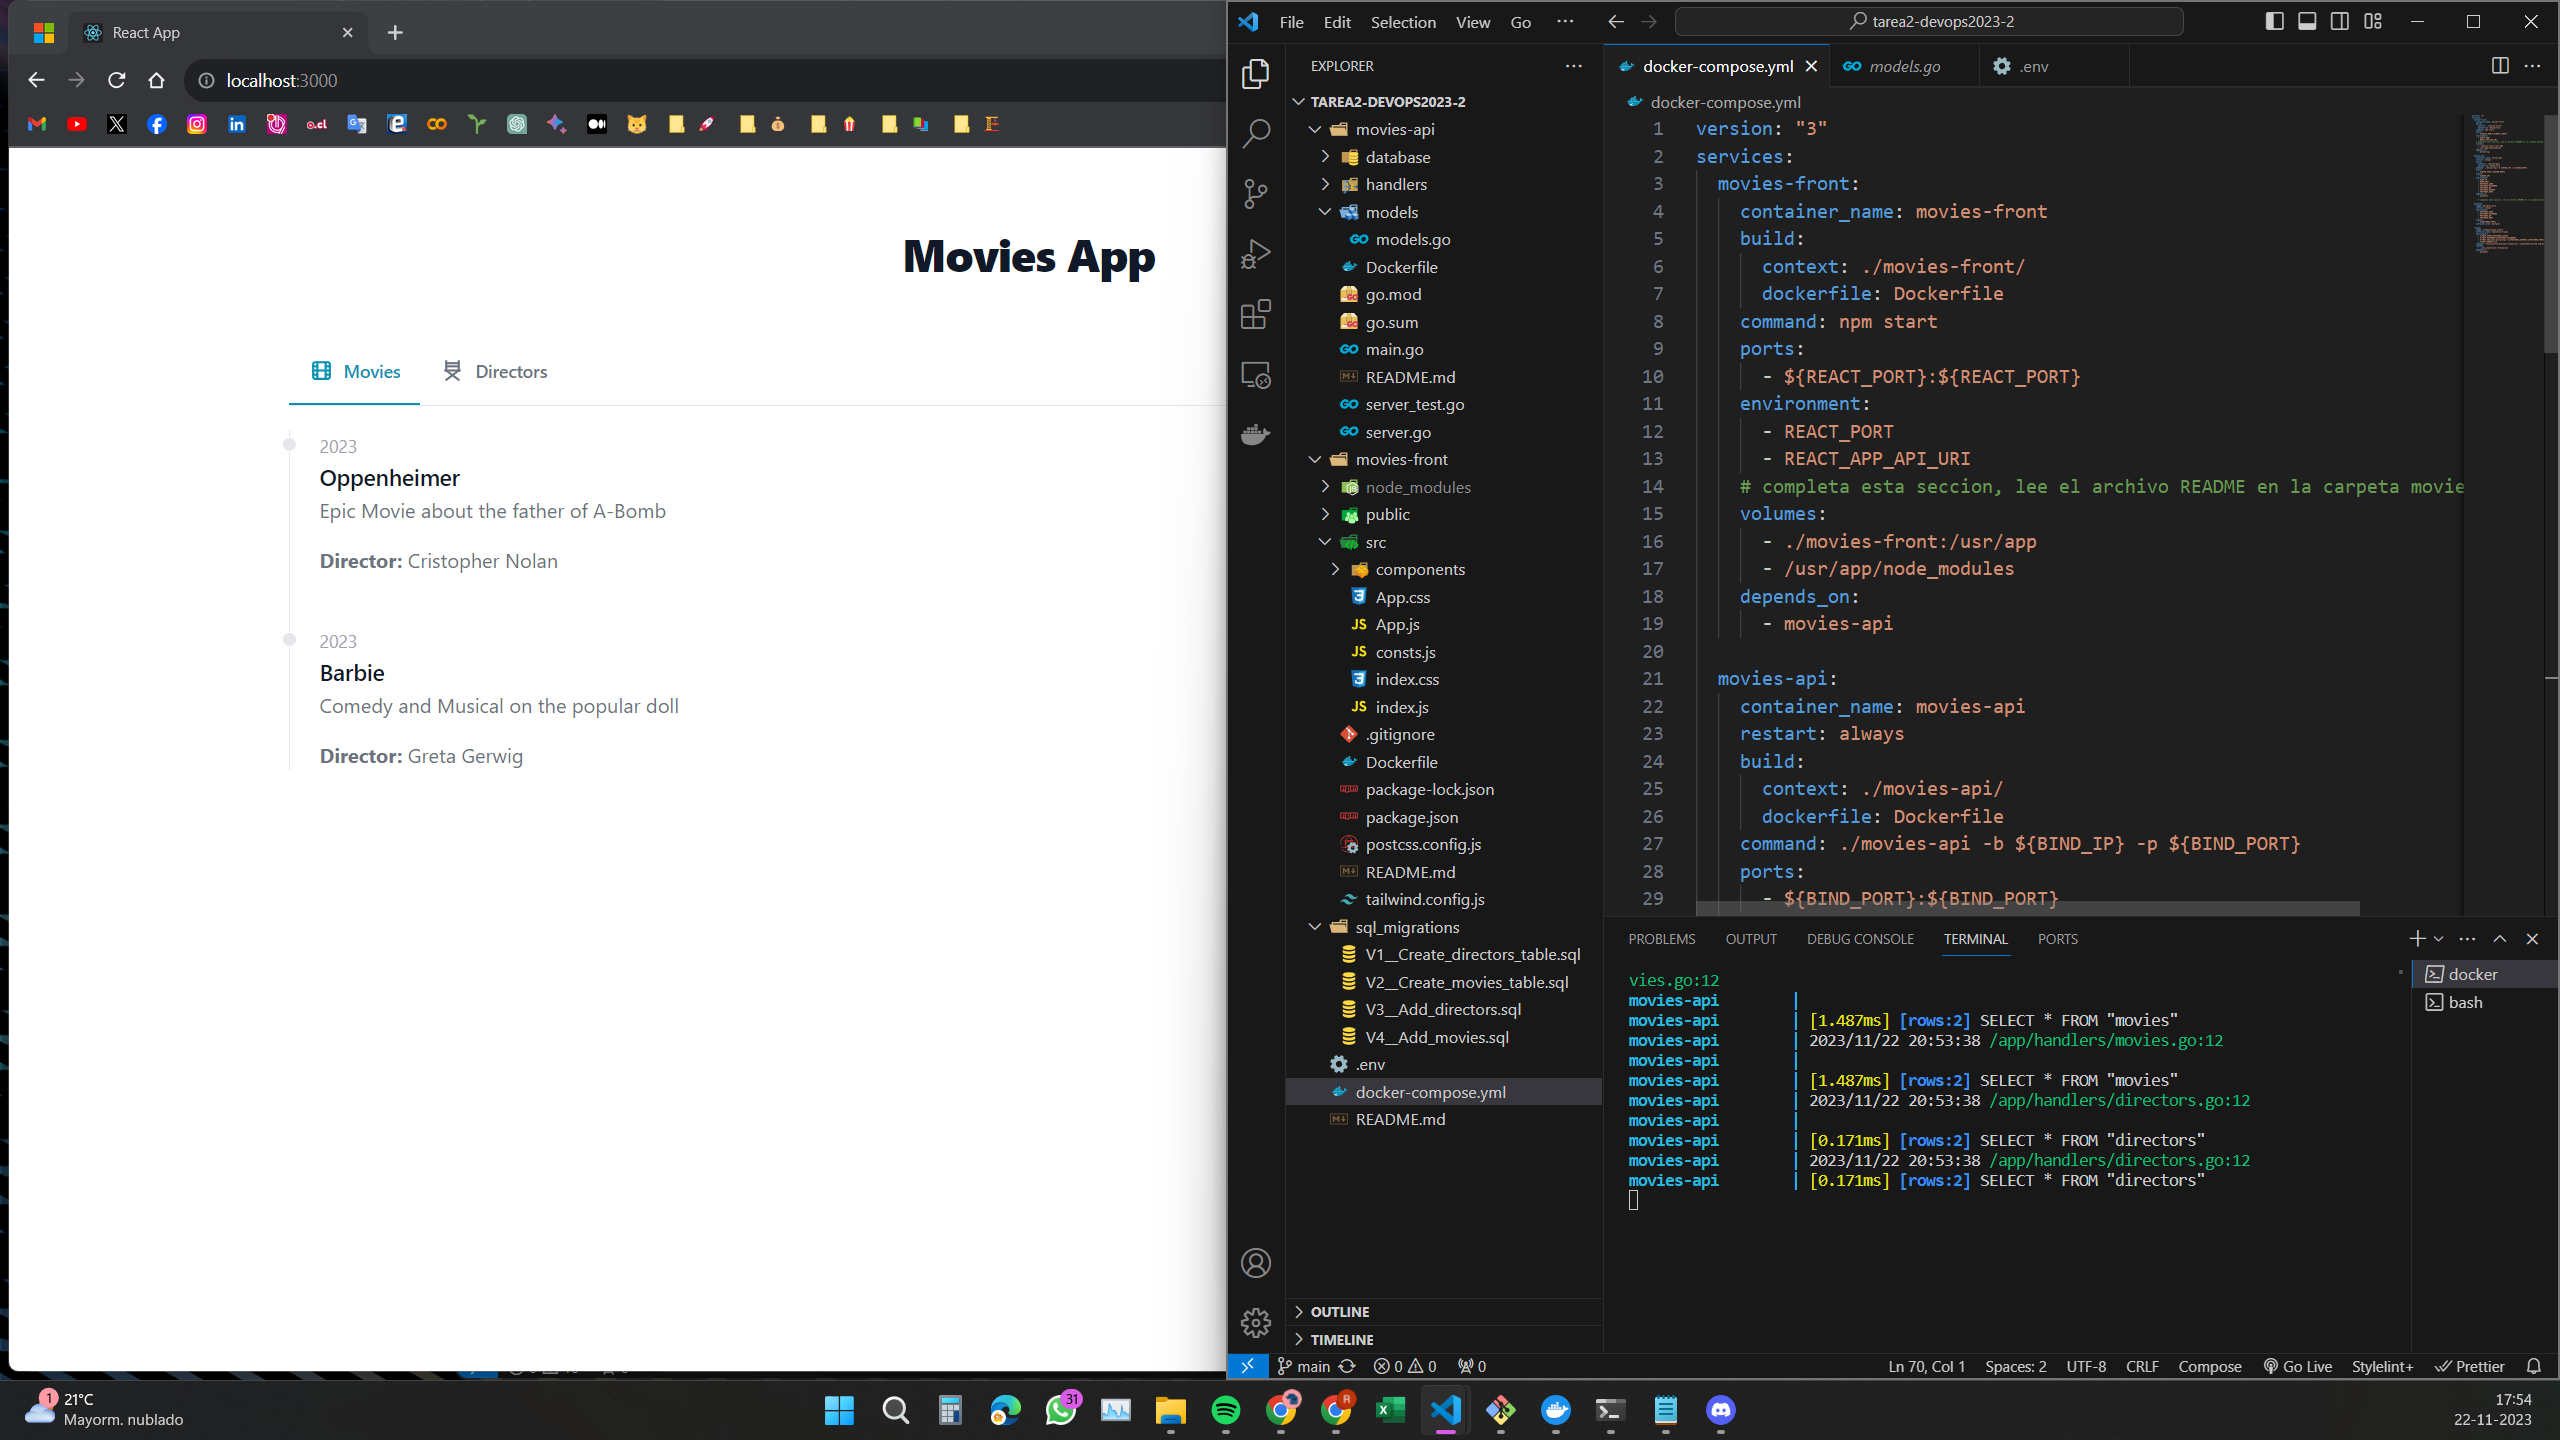 React App
localhost:3000
Movies App
Movies
Directors
2023
Oppenheimer
Epic Movie about the father of A-Bomb
Director: Cristopher Nolan
2023
Barbie
Comedy and Musical on the popular doll
Director: Greta Gerwig
File Edit Selection View Go
tarea2-devops2023-2
EXPLORER
TAREA2-DEVOPS2023-2
movies-api
database
handlers
models
models.go
Dockerfile
go.mod
go.sum
main.go
README.md
server_test.go
server.go
movies-front
node_modules
public
src
components
App.css
App.js
consts.js
index.css
index.js
.gitignore
Dockerfile
package-lock.json
package.json
postcss.config.js
README.md
tailwind.config.js
sql_migrations
V1__Create_directors_table.sql
V2__Create_movies_table.sql
V3__Add_directors.sql
V4__Add_movies.sql
.env
docker-compose.yml
README.md
OUTLINE
TIMELINE
docker-compose.yml models.go .env
docker-compose.yml
1 version: "3"
2 services:
3 movies-front:
4 container_name: movies-front
5 build:
6 context: ./movies-front/
7 dockerfile: Dockerfile
8 command: npm start
9 ports:
10 - ${REACT_PORT}:${REACT_PORT}
11 environment:
12 - REACT_PORT
13 - REACT_APP_API_URI
14 # completa esta seccion, lee el archivo README en la carpeta movie
15 volumes:
16 - ./movies-front:/usr/app
17 - /usr/app/node_modules
18 depends_on:
19 - movies-api
20
21 movies-api:
22 container_name: movies-api
23 restart: always
24 build:
25 context: ./movies-api/
26 dockerfile: Dockerfile
27 command: ./movies-api -b ${BIND_IP} -p ${BIND_PORT}
28 ports:
29 - ${BIND_PORT}:${BIND_PORT}
PROBLEMS OUTPUT DEBUG CONSOLE TERMINAL PORTS
vies.go:12
movies-api |
movies-api | [1.487ms] [rows:2] SELECT * FROM "movies"
movies-api | 2023/11/22 20:53:38 /app/handlers/movies.go:12
movies-api |
movies-api | [1.487ms] [rows:2] SELECT * FROM "movies"
movies-api | 2023/11/22 20:53:38 /app/handlers/directors.go:12
movies-api |
movies-api | [0.171ms] [rows:2] SELECT * FROM "directors"
movies-api | 2023/11/22 20:53:38 /app/handlers/directors.go:12
movies-api | [0.171ms] [rows:2] SELECT * FROM "directors"
docker
bash
main 0 0 0 Ln 70, Col 1 Spaces: 2 UTF-8 CRLF Compose Go Live Stylelint+ Prettier
1
21°C
Mayorm. nublado
31
17:54
22-11-2023